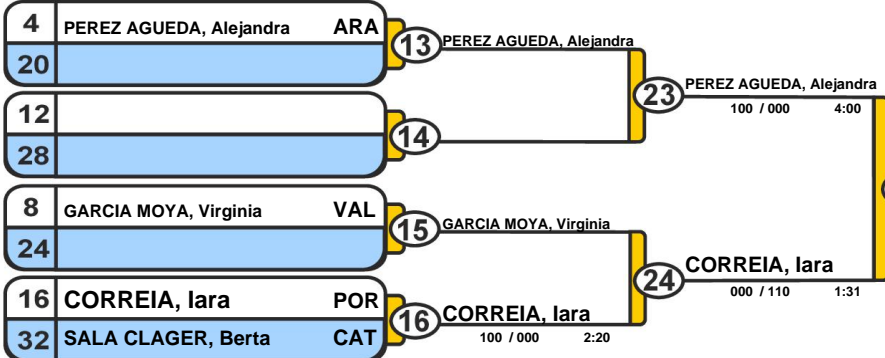 4 PEREZ AGUEDA, Alejandra ARA
20
13
PEREZ AGUEDA, Alejandra
12
28
14
23
PEREZ AGUEDA, Alejandra
100 / 000 4:00
8 GARCIA MOYA, Virginia VAL
24
15
GARCIA MOYA, Virginia
16 CORREIA, Iara POR
32 SALA CLAGER, Berta CAT
16
CORREIA, Iara
100 / 000 2:20
24
CORREIA, Iara
000 / 110 1:31